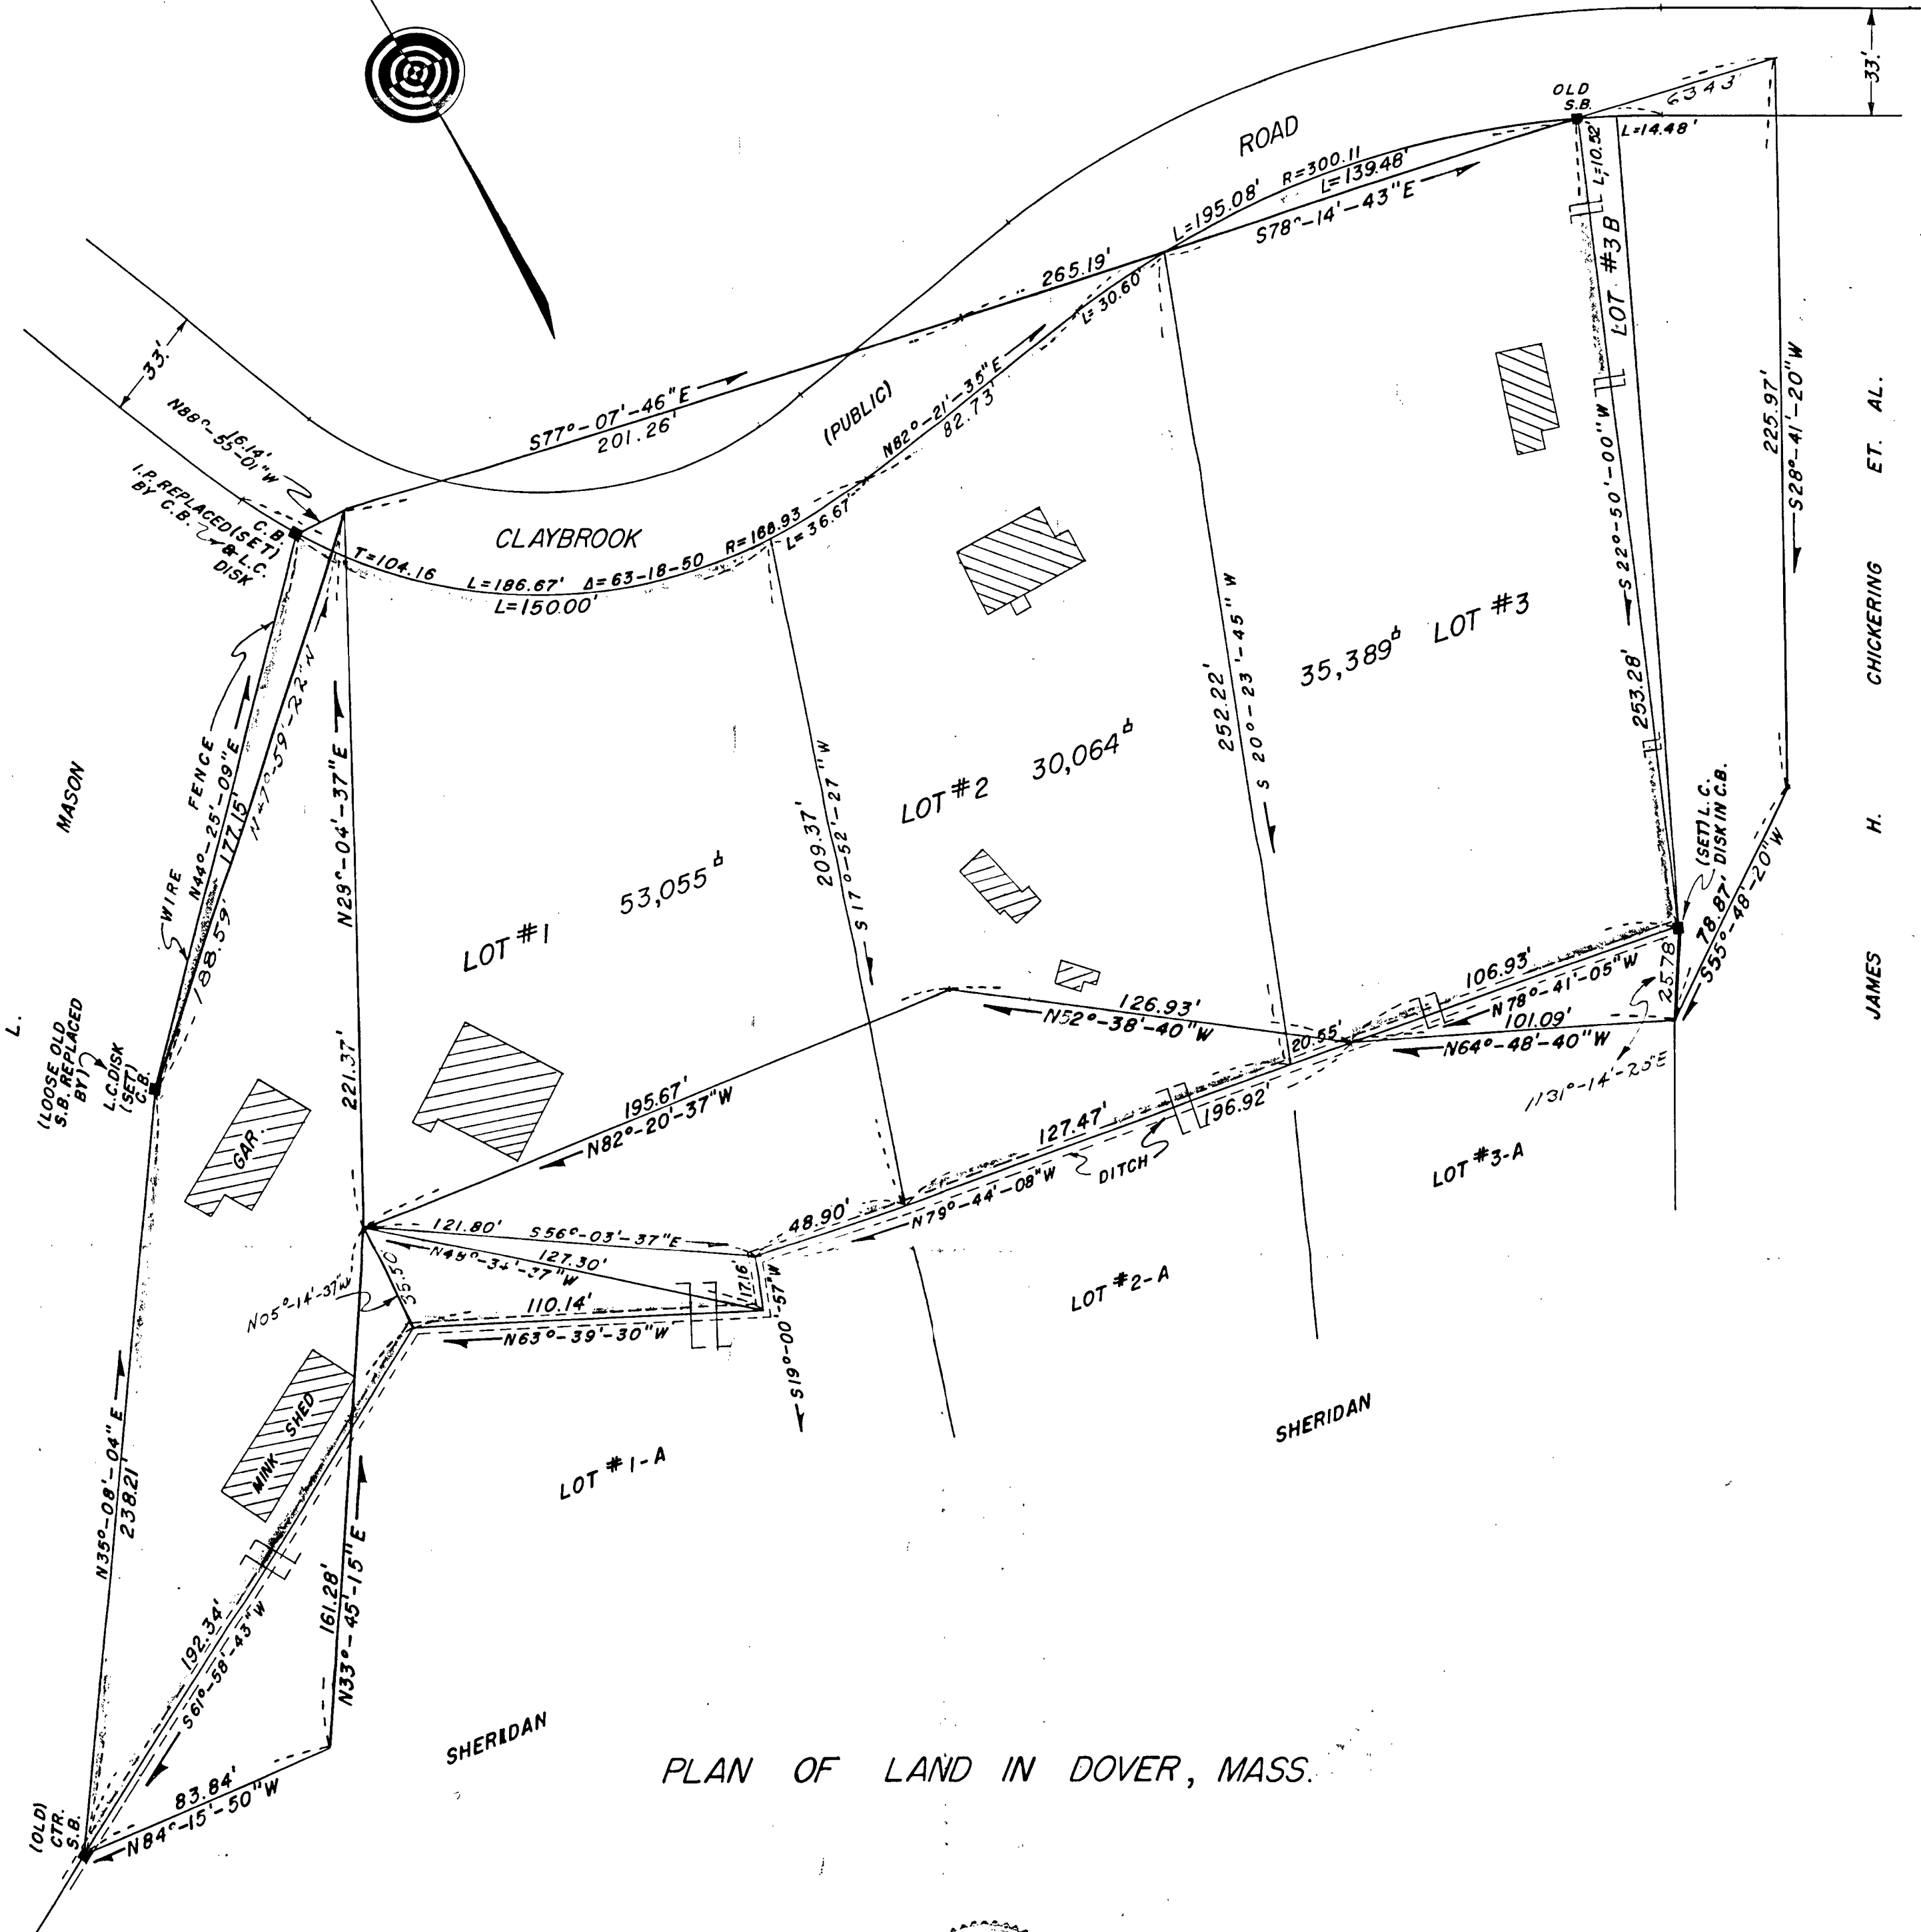 33'
OLD
S.B.
6343
L=14.48'
L=10.52'
ROAD
R=300.11
L=195.08'
L=139.48'
S78°-14'-43"E
265.19'
L=30.60'
LOT #3B
33'
S77°-07'-46"E
201.26'
(PUBLIC)
N82°-21'-35"E
82.73'
225.97'
S28°-41'-20"W
N88°-55'-01"W
16.14'
I.P. REPLACED (SET)
BY C.B.
C.B.
& L.C.
DISK
CLAYBROOK
T=104.16
L=186.67'
Δ=63-18-50
R=168.93
L=36.67'
L=150.00'
S22°-50'-00"W
253.28'
JAMES H. CHICKERING ET. AL.
LOT #3
35,389
252.22'
S20°-23'-45"W
LOT #2
30,064
209.37'
S17°-52'-27"W
MASON
L.
WIRE FENCE
N44°-25'-09"E
177.15'
188.59'
N29°-04'-37"E
221.37'
LOT #1
53,055
(SET) L.C.
DISK IN C.B.
78.87'
S55°-48'-20"W
25.78
106.93'
N78°-41'-05"W
101.09'
N64°-48'-40"W
126.93'
N52°-38'-40"W
20.55'
(LOOSE OLD
S.B. REPLACED
BY)
L.C. DISK
(SET)
C.B.
GAR.
195.67'
N82°-20'-37"W
127.47'
196.92'
N79°-44'-08"W
DITCH
LOT #3-A
48.90'
121.80'
S56°-03'-37"E
127.30'
35.50
N05°-14'-37"W
17.16'
110.14'
N63°-39'-30"W
S19°-00'-57"W
LOT #2-A
MINK SHED
SHERIDAN
LOT #1-A
N35°-08'-04"E
238.21'
161.28'
N33°-45'-15"E
192.34'
S61°-58'-43"W
SHERIDAN
PLAN OF LAND IN DOVER, MASS.
83.84'
N84°-15'-50"W
(OLD)
CTR.
S.B.